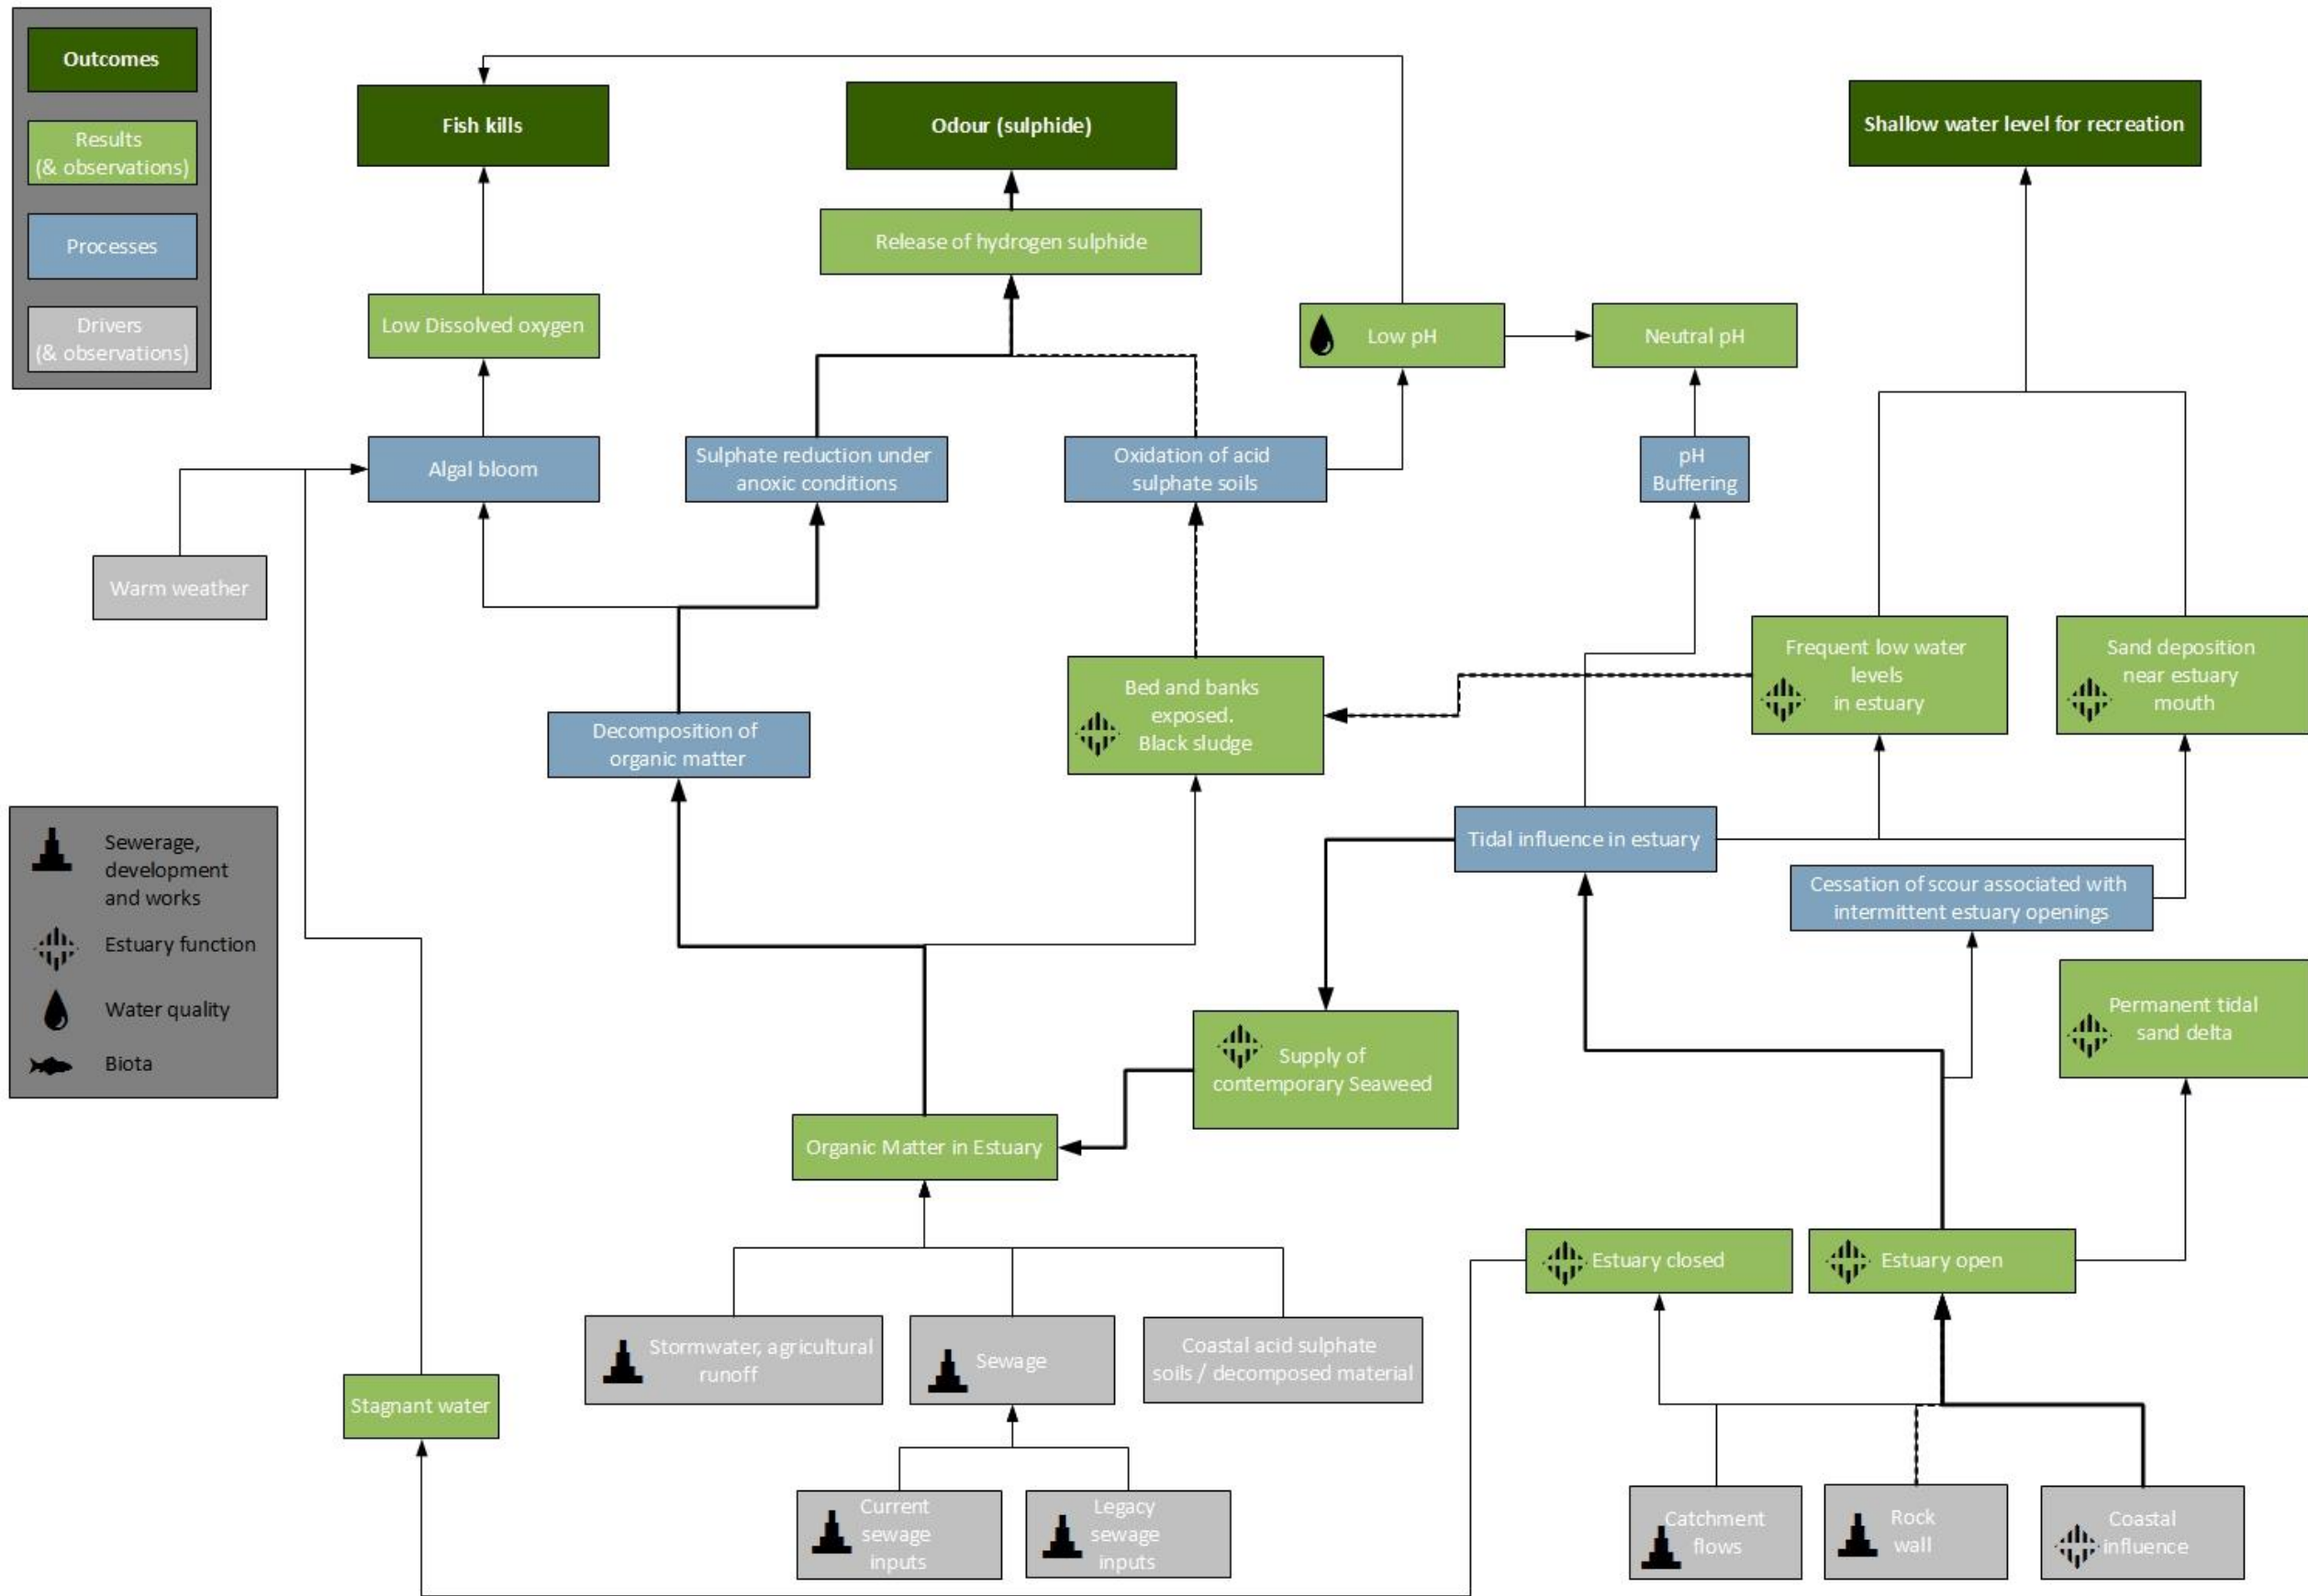 Outcomes
Results
(& observations)
Processes
Drivers
(& observations)
Fish kills
Odour (sulphide)
Shallow water level for recreation
Release of hydrogen sulphide
Low Dissolved oxygen
Low pH
Neutral pH
Algal bloom
Sulphate reduction under
anoxic conditions
Oxidation of acid
sulphate soils
pH
Buffering
Warm weather
Frequent low water
levels
in estuary
Sand deposition
near estuary
mouth
Bed and banks
exposed.
Black sludge
Decomposition of
organic matter
Tidal influence in estuary
Cessation of scour associated with
intermittent estuary openings
Sewerage,
development
and works
Estuary function
Water quality
Biota
Permanent tidal
sand delta
Supply of
contemporary Seaweed
Organic Matter in Estuary
Estuary closed
Estuary open
Stormwater, agricultural
runoff
Sewage
Coastal acid sulphate
soils / decomposed material
Stagnant water
Current
sewage
inputs
Legacy
sewage
inputs
Catchment
flows
Rock
wall
Coastal
influence